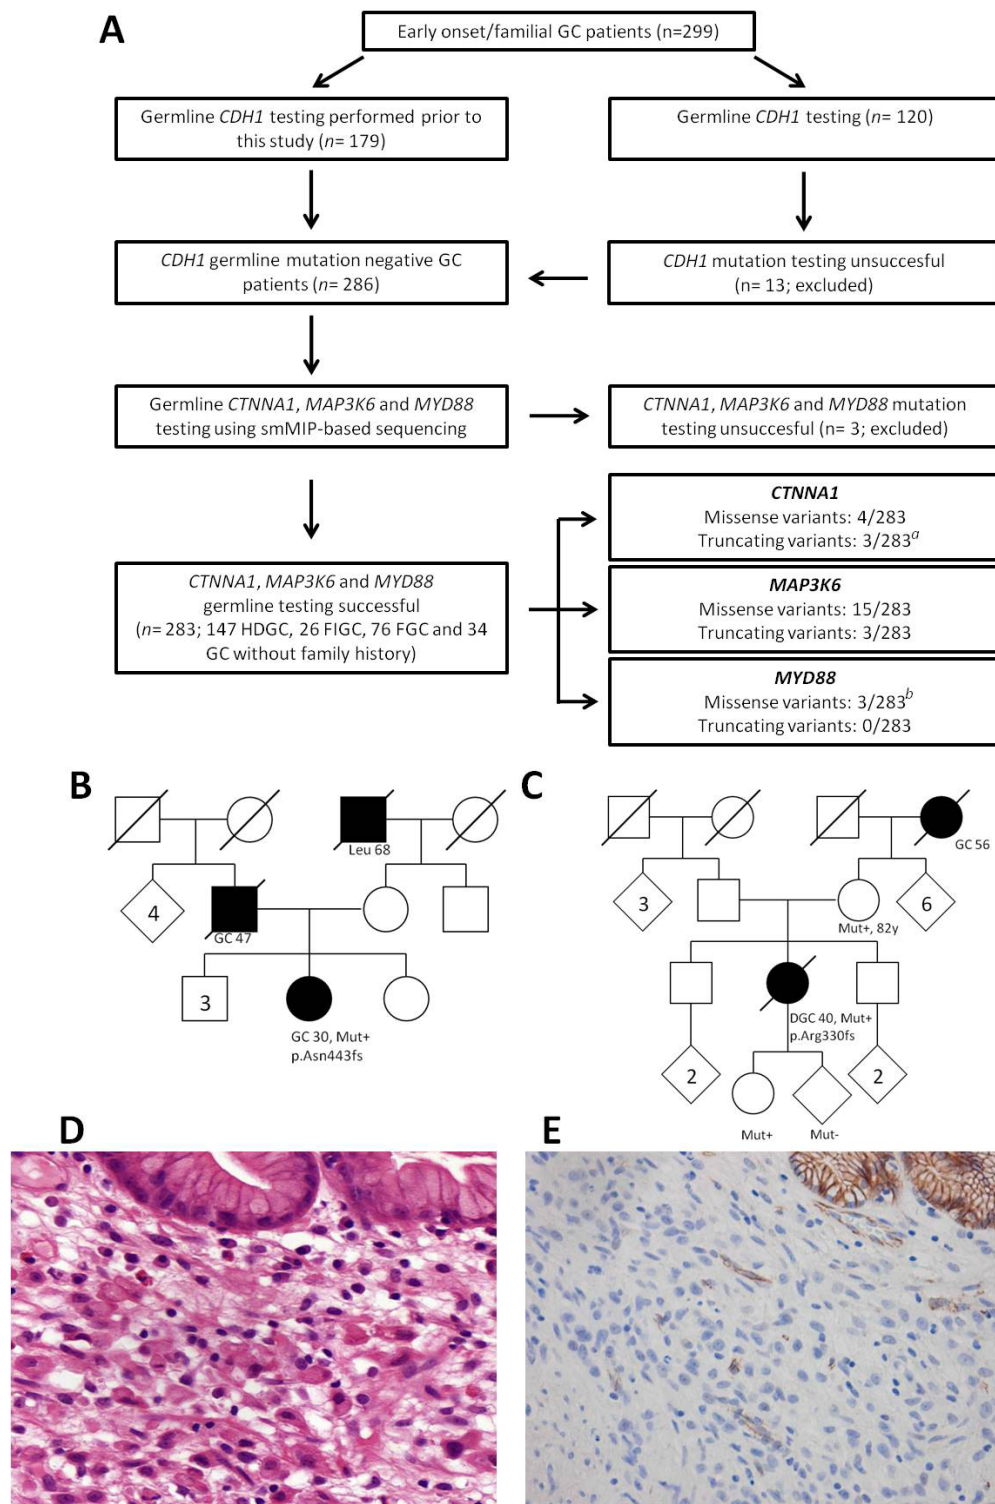 A
Early onset/familial GC patients (n=299)
Germline CDH1 testing performed prior to
this study (n= 179)
Germline CDH1 testing (n= 120)
CDH1 germline mutation negative GC
patients (n= 286)
CDH1 mutation testing unsuccesful
(n= 13; excluded)
Germline CTNNA1, MAP3K6 and MYD88
testing using smMIP-based sequencing
CTNNA1, MAP3K6 and MYD88 mutation
testing unsuccesful (n= 3; excluded)
CTNNA1, MAP3K6 and MYD88
germline testing successful
(n= 283; 147 HDGC, 26 FIGC, 76 FGC and 34
GC without family history)
CTNNA1
Missense variants: 4/283
Truncating variants: 3/283a
MAP3K6
Missense variants: 15/283
Truncating variants: 3/283
MYD88
Missense variants: 3/283b
Truncating variants: 0/283
B
Leu 68
4
GC 47
3
GC 30, Mut+
p.Asn443fs
C
GC 56
3
6
Mut+, 82y
DGC 40, Mut+
p.Arg330fs
2
2
Mut+
Mut-
D
E